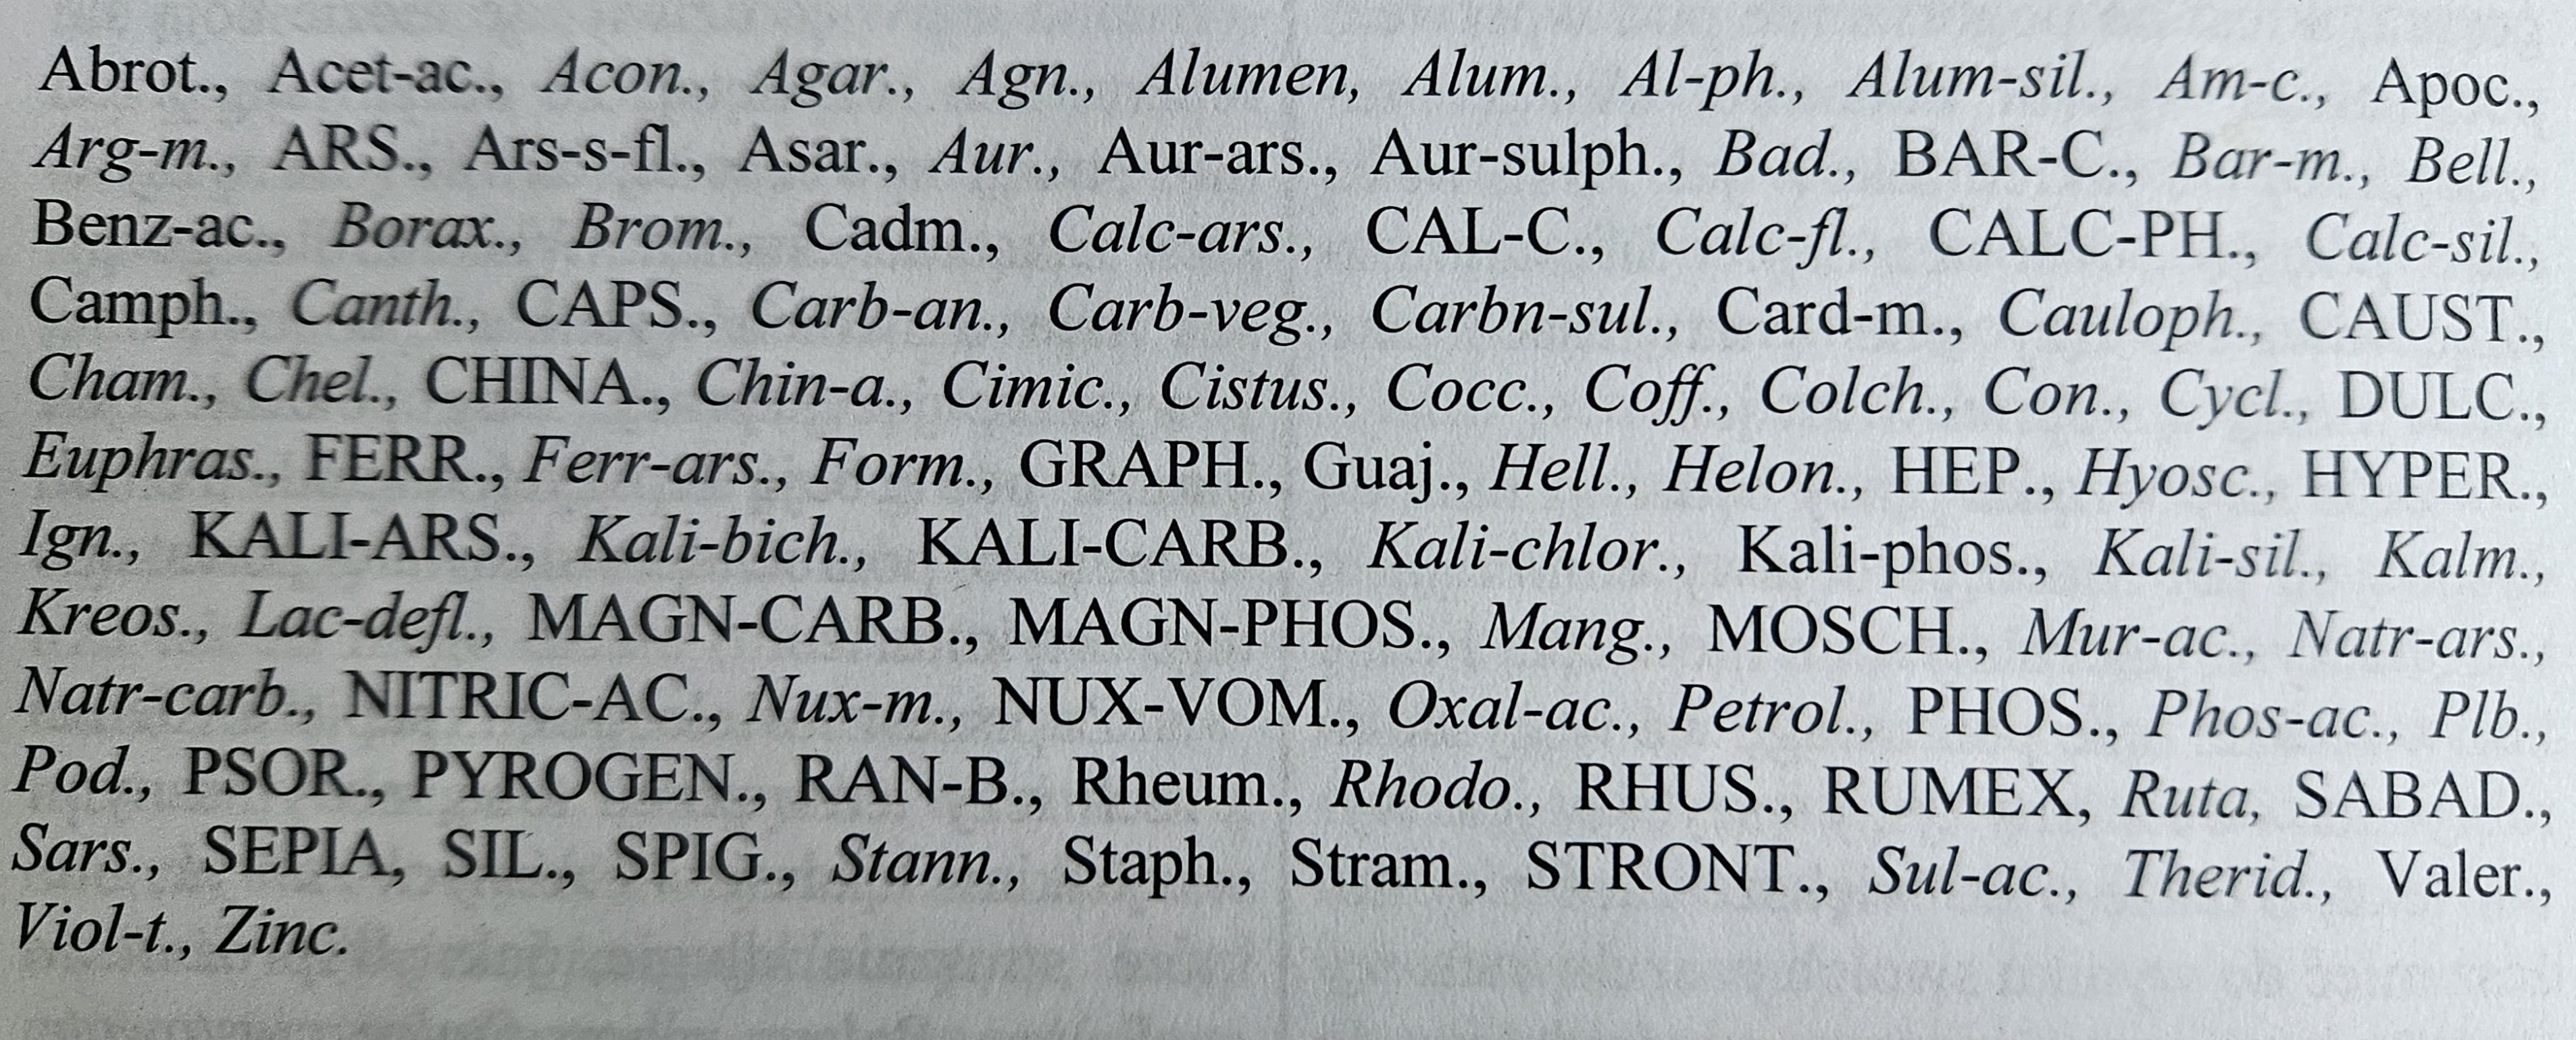 Abrot., Acet-ac., Acon., Agar., Agn., Alumen, Alum., Al-ph., Alum-sil., Am-c., Apoc.,
Arg-m., ARS., Ars-s-fl., Asar., Aur., Aur-ars., Aur-sulph., Bad., BAR-C., Bar-m., Bell.,
Benz-ac., Borax., Brom., Cadm., Calc-ars., CAL-C., Calc-fl., CALC-PH., Calc-sil.,
Camph., Canth., CAPS., Carb-an., Carb-veg., Carbn-sul., Card-m., Cauloph., CAUST.,
Cham., Chel., CHINA., Chin-a., Cimic., Cistus., Cocc., Coff., Colch., Con., Cycl., DULC.,
Euphras., FERR., Ferr-ars., Form., GRAPH., Guaj., Hell., Helon., HEP., Hyosc., HYPER.,
Ign., KALI-ARS., Kali-bich., KALI-CARB., Kali-chlor., Kali-phos., Kali-sil., Kalm.,
Kreos., Lac-defl., MAGN-CARB., MAGN-PHOS., Mang., MOSCH., Mur-ac., Natr-ars.,
Natr-carb., NITRIC-AC., Nux-m., NUX-VOM., Oxal-ac., Petrol., PHOS., Phos-ac., Plb.,
Pod., PSOR., PYROGEN., RAN-B., Rheum., Rhodo., RHUS., RUMEX, Ruta, SABAD.,
Sars., SEPIA, SIL., SPIG., Stann., Staph., Stram., STRONT., Sul-ac., Therid., Valer.,
Viol-t., Zinc.